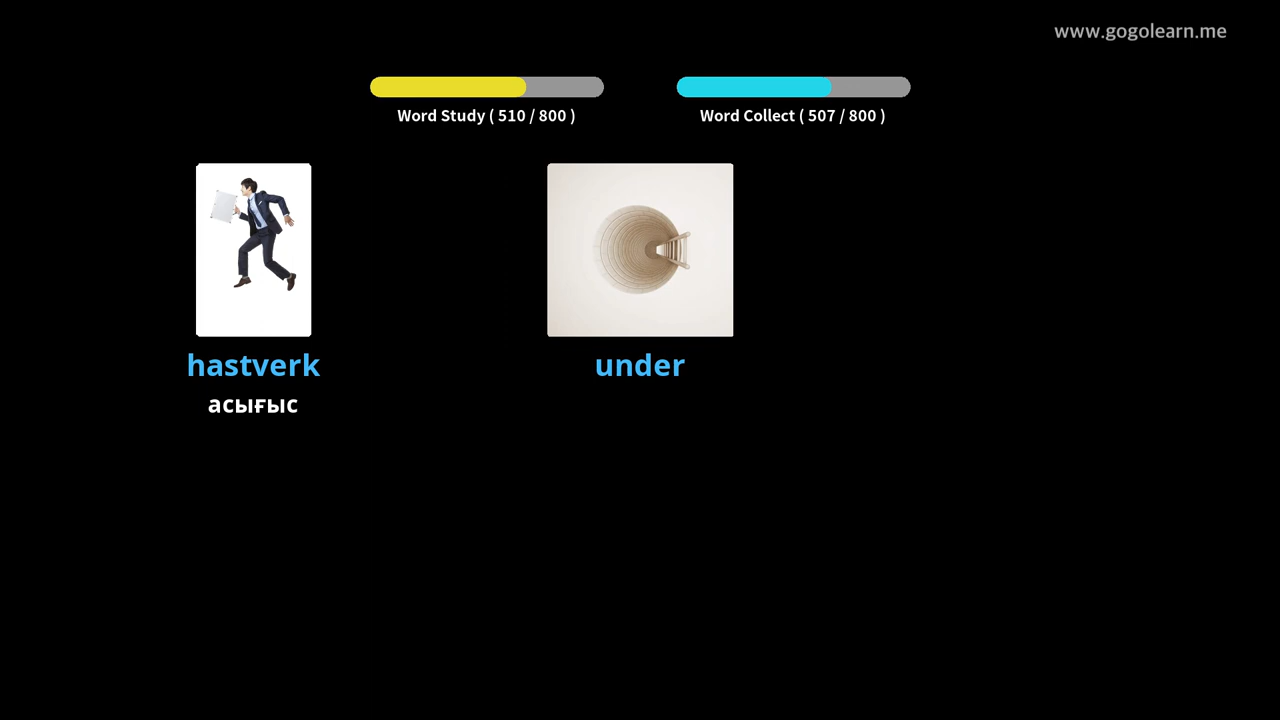 www.gogolearn.me
Word Study ( 510 / 800 )
Word Collect ( 507 / 800 )
hastverk
асығыс
under